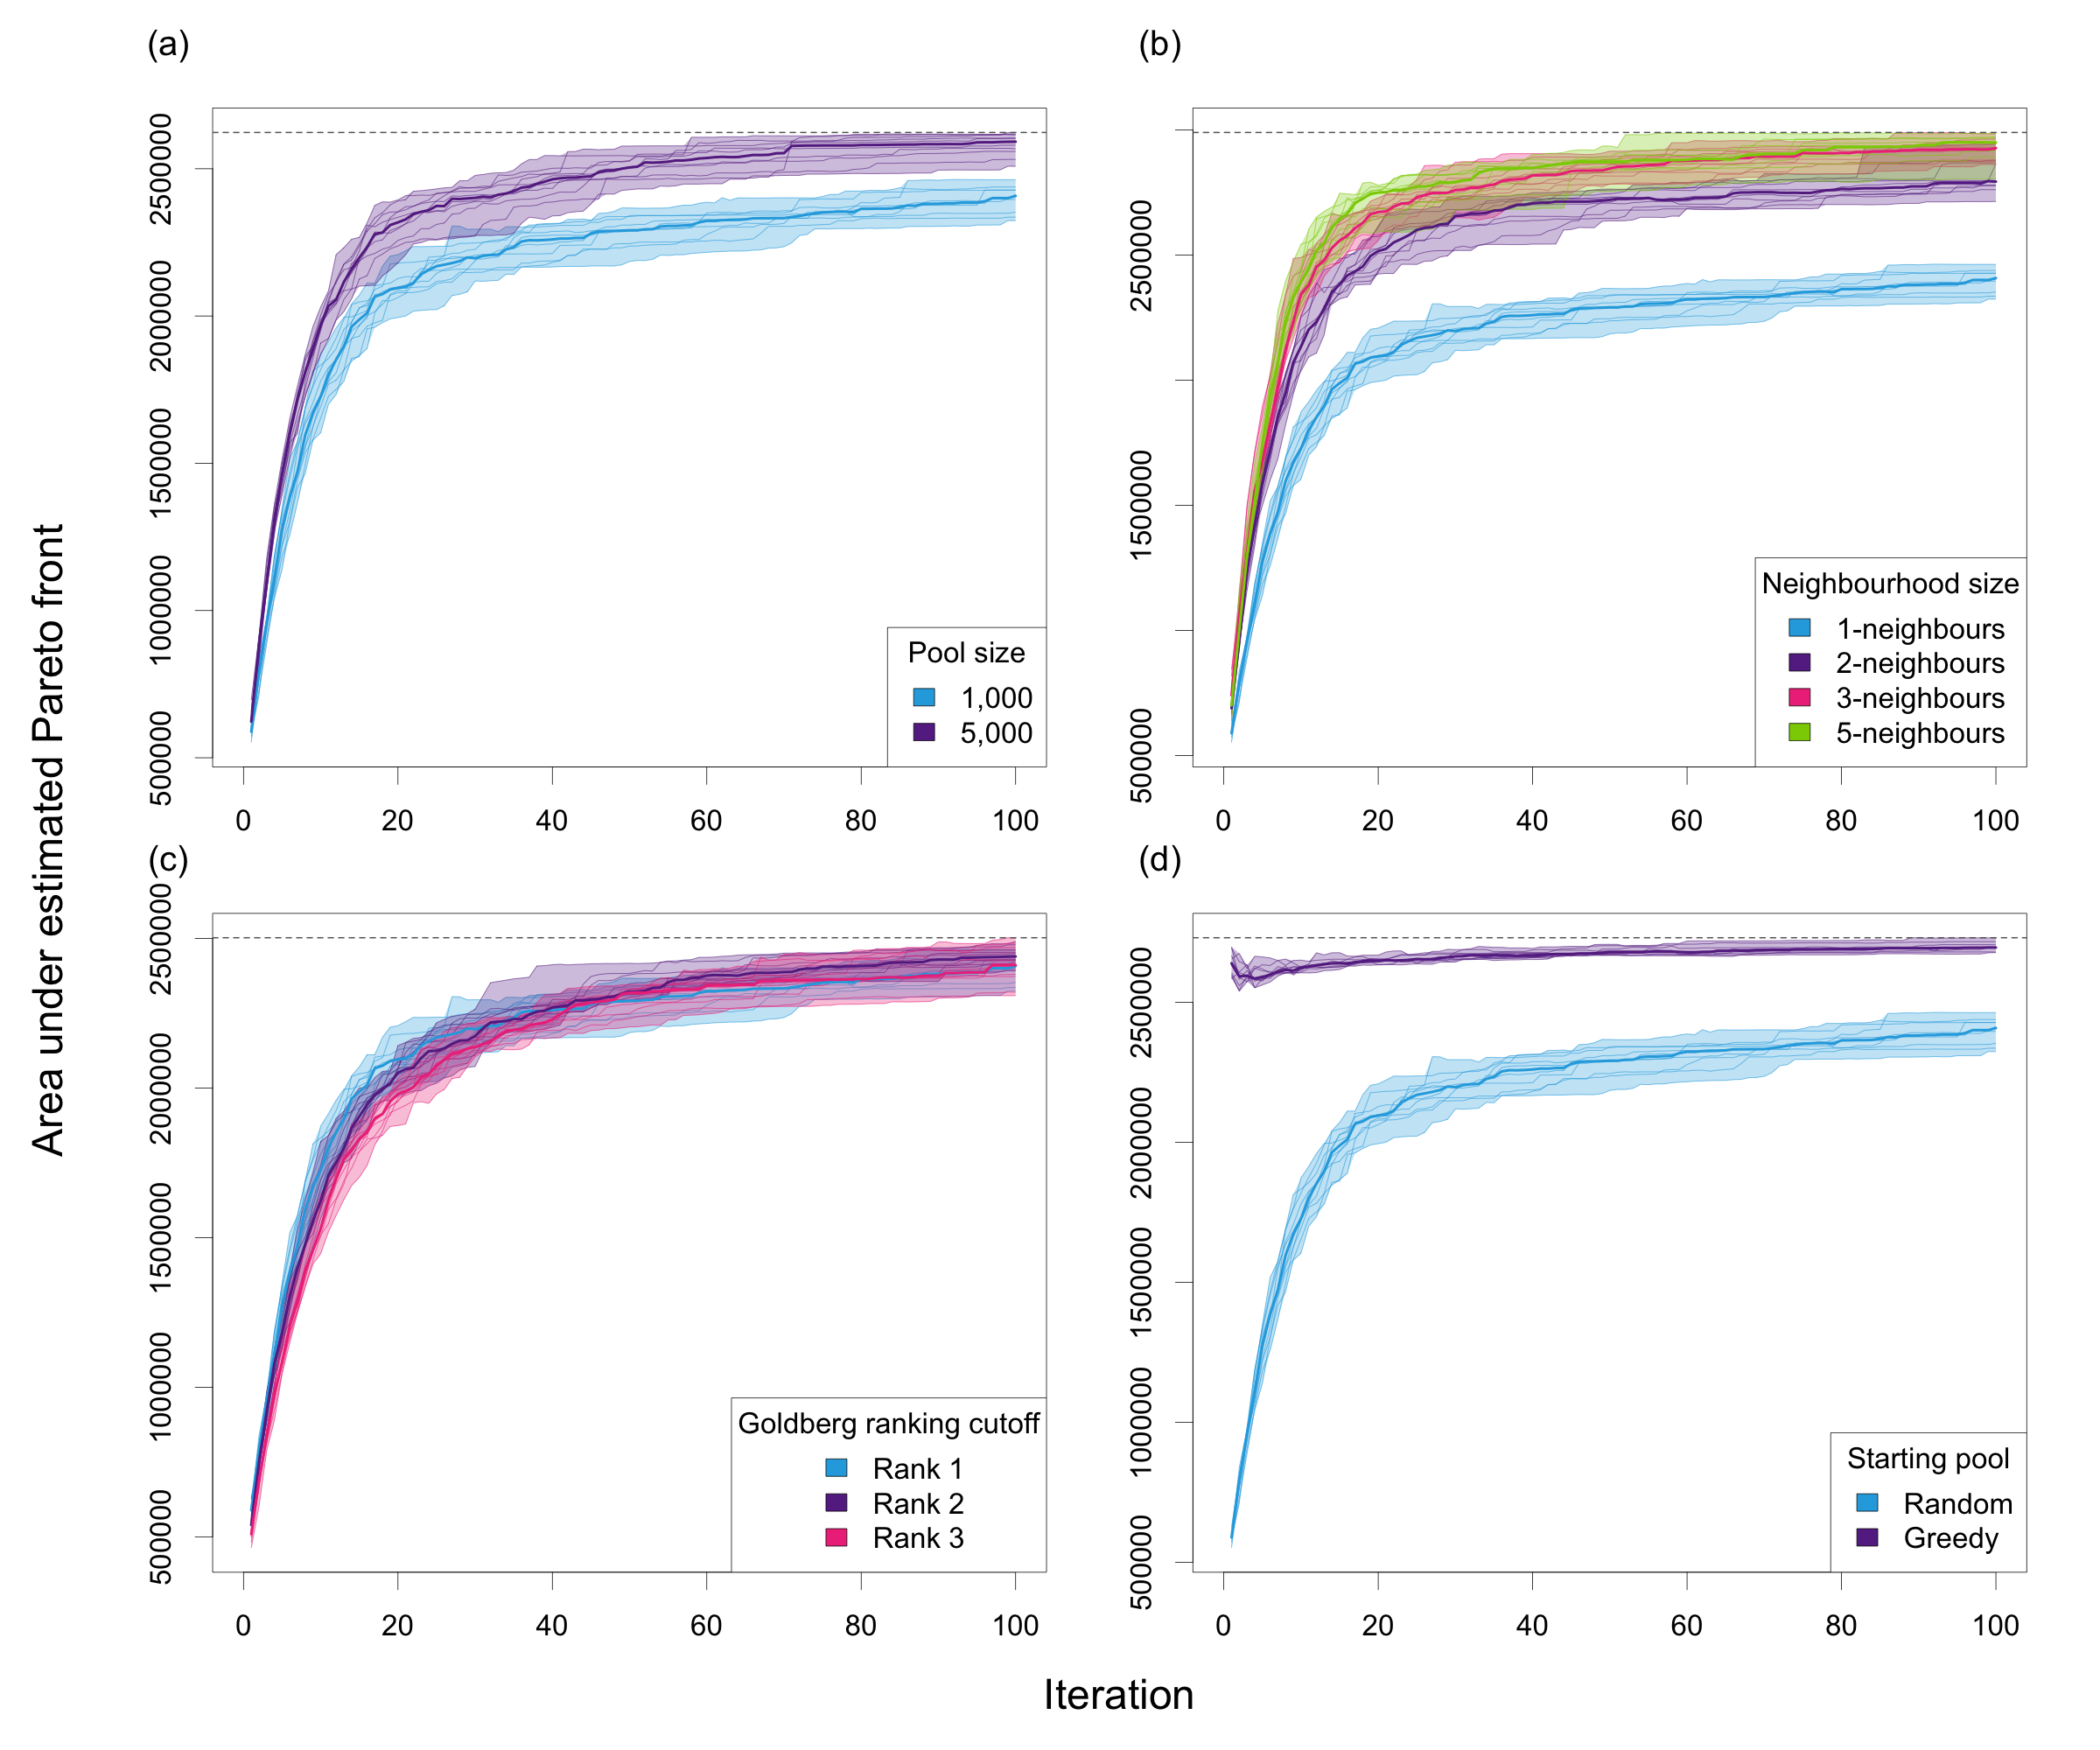 (a)
(b)
Area under estimated Pareto front
500000
1000000
1500000
2000000
2500000
0 20 40 60 80 100
Pool size
1,000
5,000
500000
1500000
2500000
0 20 40 60 80 100
Neighbourhood size
1-neighbours
2-neighbours
3-neighbours
5-neighbours
(c)
(d)
500000
1000000
1500000
2000000
2500000
0 20 40 60 80 100
Goldberg ranking cutoff
Rank 1
Rank 2
Rank 3
500000
1000000
1500000
2000000
2500000
0 20 40 60 80 100
Starting pool
Random
Greedy
Iteration